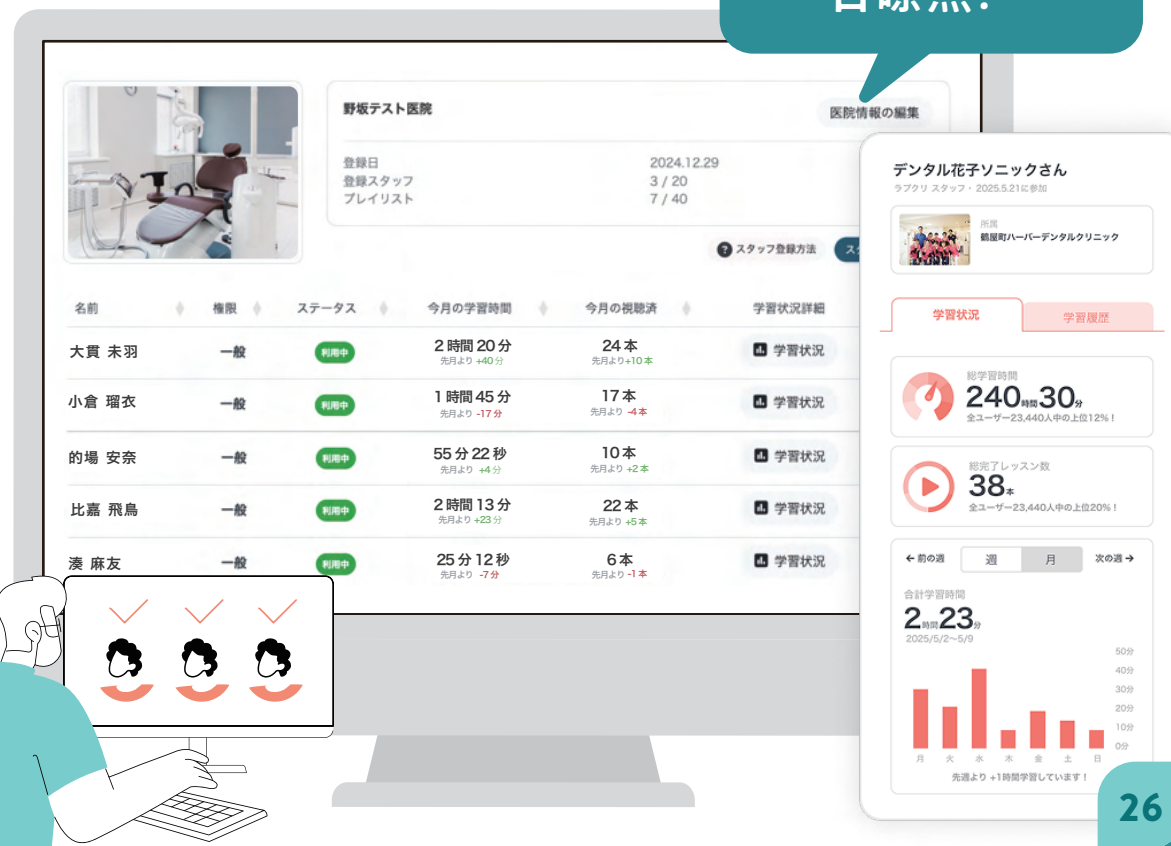 目瞭然!
野坂テスト医院
医院情報の編集
登録日 2024.12.29
登録スタッフ 3 / 20
プレイリスト 7 / 40
? スタッフ登録方法
名前 権限 ステータス 今月の学習時間 今月の視聴済 学習状況詳細
大貫 未羽 一般 利用中 2時間20分 24本 学習状況
先月より +40分 先月より+10本
小倉 瑠衣 一般 利用中 1時間45分 17本 学習状況
先月より -17分 先月より -4本
的場 安奈 一般 利用中 55分22秒 10本 学習状況
先月より +4分 先月より +2本
比嘉 飛鳥 一般 利用中 2時間13分 22本 学習状況
先月より +23分 先月より +5本
湊 麻友 一般 利用中 25分12秒 6本 学習状況
先月より -7分 先月より -1本
デンタル花子ソニックさん
ラプクリ スタッフ・2025.5.21に参加
所属
鶴屋町ハーバーデンタルクリニック
学習状況 学習履歴
総学習時間
240時間30分
全ユーザー23,440人中の上位12%!
総完了レッスン数
38本
全ユーザー23,440人中の上位20%!
←前の週 週 月 次の週→
合計学習時間
2時間23分
2025/5/2〜5/9
50分
40分
30分
20分
10分
0分
月 火 水 木 金 土 日
先週より +1時間学習しています!
26